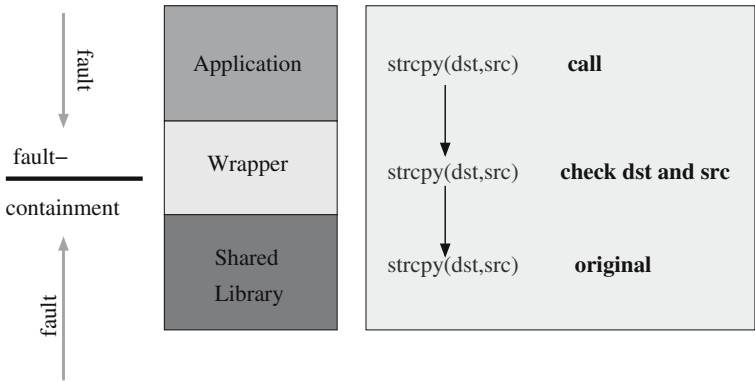 fault
fault–
containment
fault
Application
Wrapper
Shared
Library
strcpy(dst,src) call
strcpy(dst,src) check dst and src
strcpy(dst,src) original